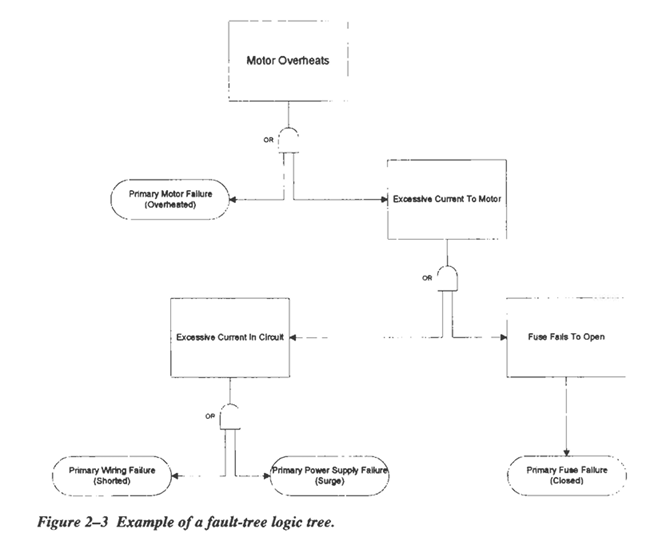 Motor Overheats
OR
Primary Motor Failure
(Overheated)
Excessive Current To Motor
OR
Excessive Current In Circuit
Fuse Fails To Open
OR
Primary Wiring Failure
(Shorted)
Primary Power Supply Failure
(Surge)
Primary Fuse Failure
(Closed)
Figure 2–3 Example of a fault-tree logic tree.